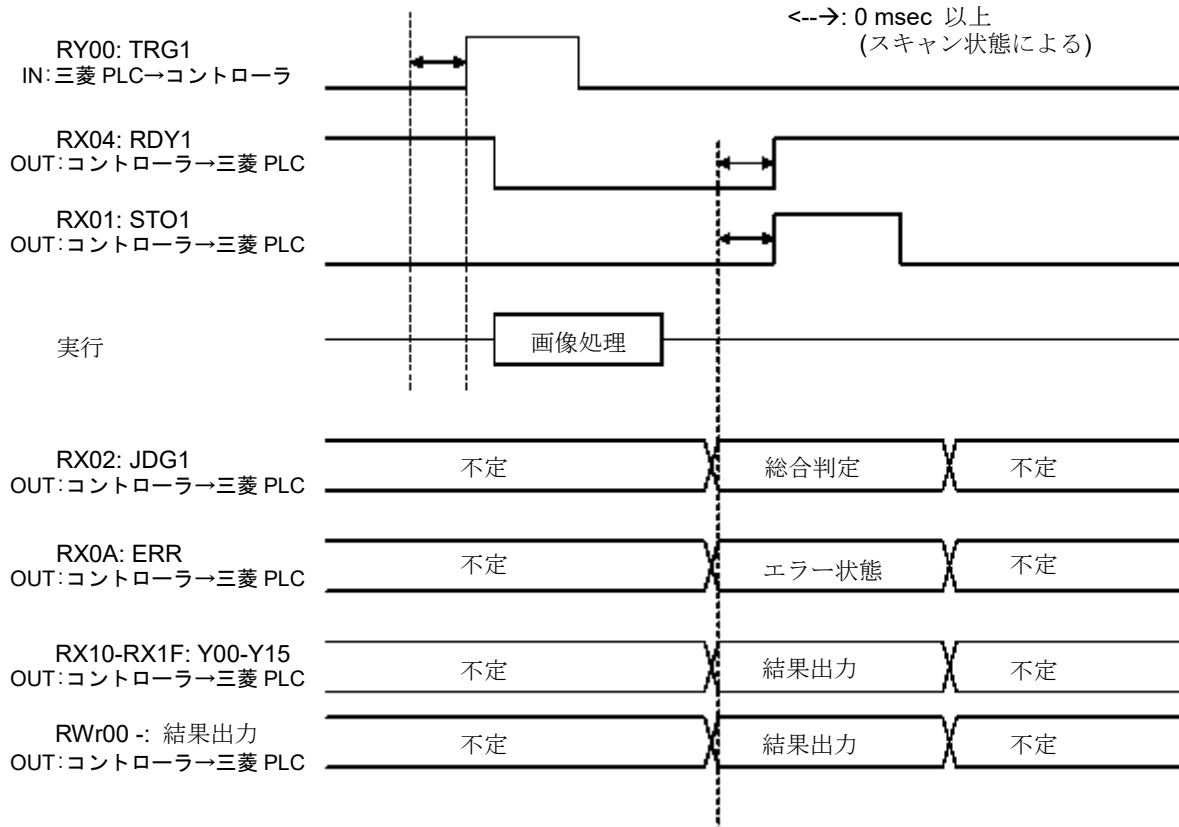 <-->: 0 msec 以上
(スキャン状態による)
RY00: TRG1
IN:三菱 PLC→コントローラ
RX04: RDY1
OUT:コントローラ→三菱 PLC
RX01: STO1
OUT:コントローラ→三菱 PLC
実行
画像処理
RX02: JDG1
OUT:コントローラ→三菱 PLC
不定
総合判定
不定
RX0A: ERR
OUT:コントローラ→三菱 PLC
不定
エラー状態
不定
RX10-RX1F: Y00-Y15
OUT:コントローラ→三菱 PLC
不定
結果出力
不定
RWr00 -: 結果出力
OUT:コントローラ→三菱 PLC
不定
結果出力
不定